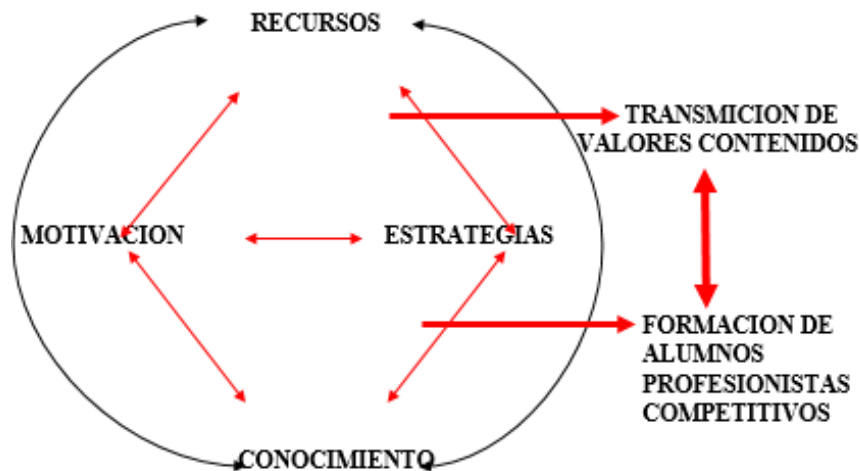 RECURSOS
TRANSMICION DE
VALORES CONTENIDOS
MOTIVACION
ESTRATEGIAS
FORMACION DE
ALUMNOS
PROFESIONISTAS
COMPETITIVOS
CONOCIMIENTO